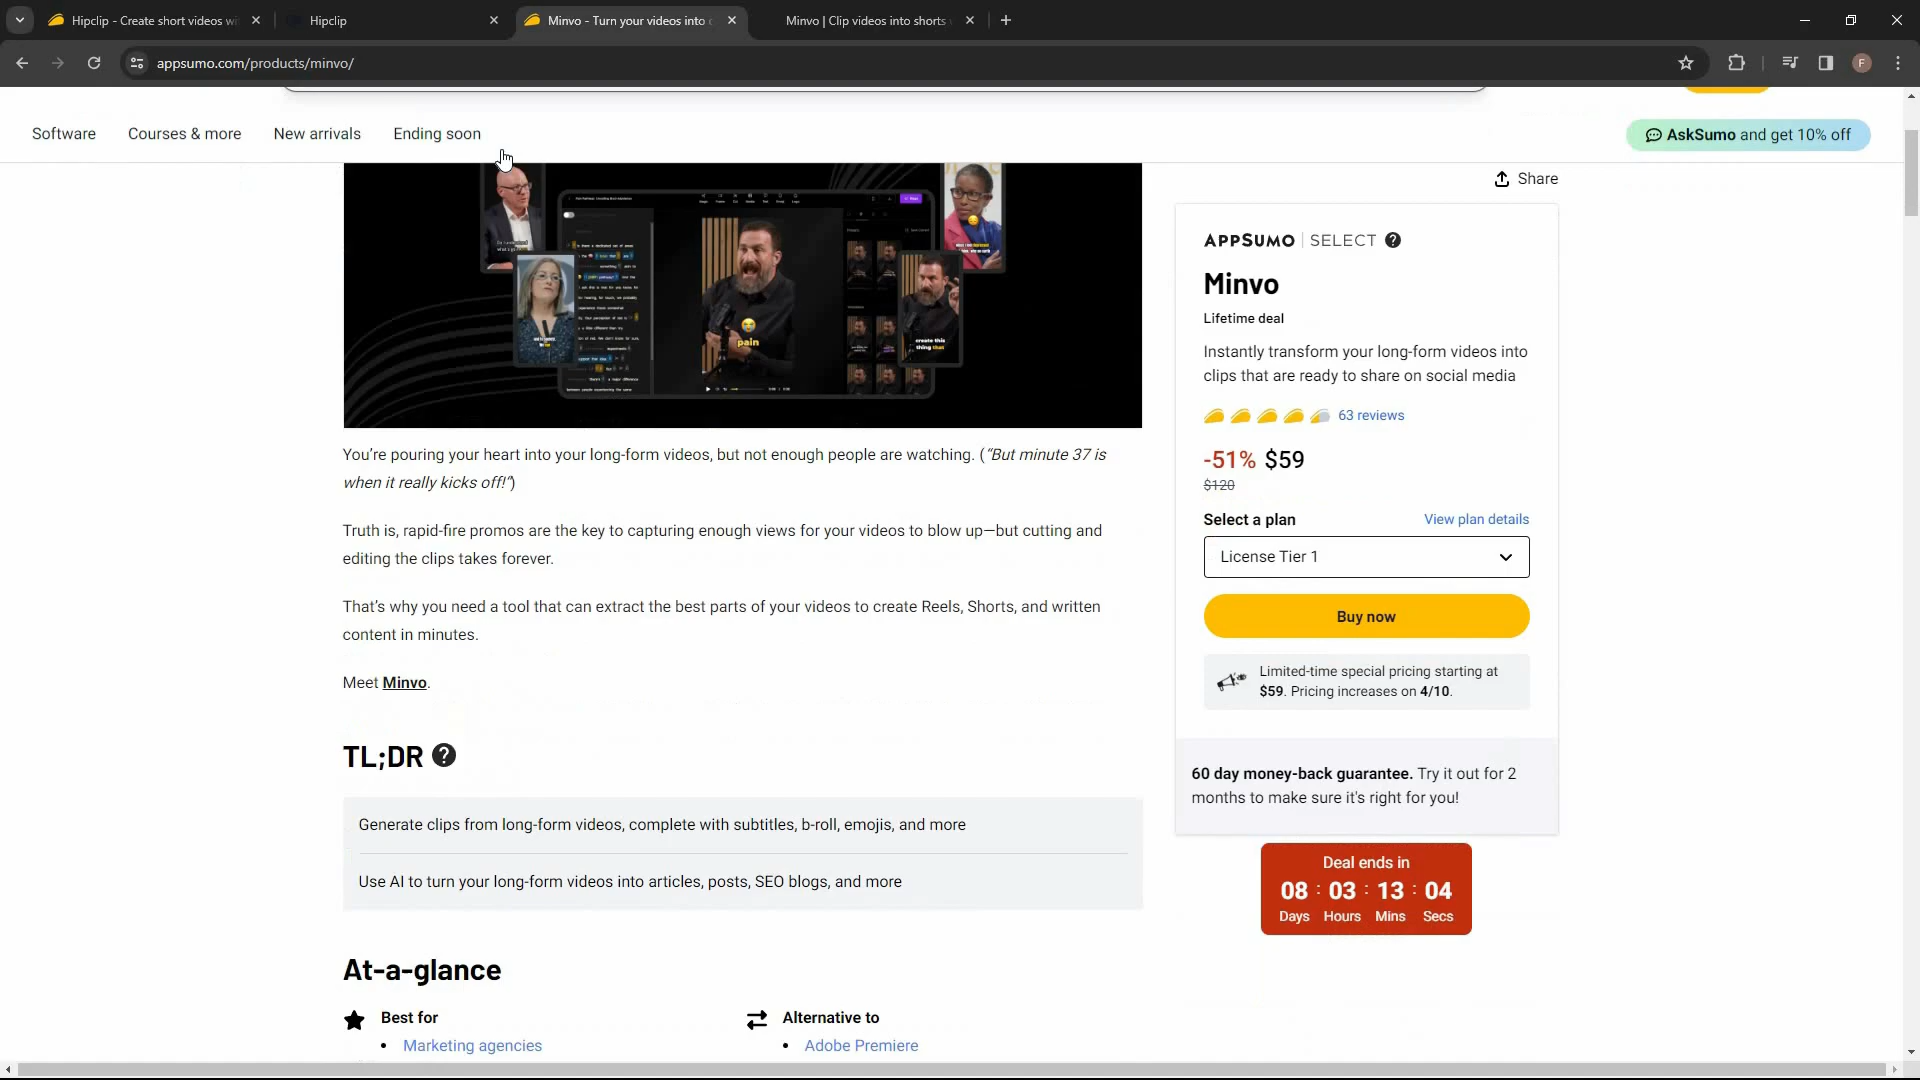 Hipclip - Create short videos wi
Hipclip
Minvo - Turn your videos into
Minvo | Clip videos into shorts
appsumo.com/products/minvo/
F
Software
Courses & more
New arrivals
Ending soon
AskSumo and get 10% off
pain
create this
thing that
Share
APPSUMO | SELECT ?
Minvo
Lifetime deal
Instantly transform your long-form videos into
clips that are ready to share on social media
63 reviews
-51% $59
$120
Select a plan
View plan details
License Tier 1
Buy now
Limited-time special pricing starting at
$59. Pricing increases on 4/10.
60 day money-back guarantee. Try it out for 2
months to make sure it's right for you!
Deal ends in
08 : 03 : 13 : 04
Days Hours Mins Secs
You're pouring your heart into your long-form videos, but not enough people are watching. (“But minute 37 is
when it really kicks off!”)
Truth is, rapid-fire promos are the key to capturing enough views for your videos to blow up—but cutting and
editing the clips takes forever.
That's why you need a tool that can extract the best parts of your videos to create Reels, Shorts, and written
content in minutes.
Meet Minvo.
TL;DR ?
Generate clips from long-form videos, complete with subtitles, b-roll, emojis, and more
Use AI to turn your long-form videos into articles, posts, SEO blogs, and more
At-a-glance
Best for
• Marketing agencies
Alternative to
• Adobe Premiere